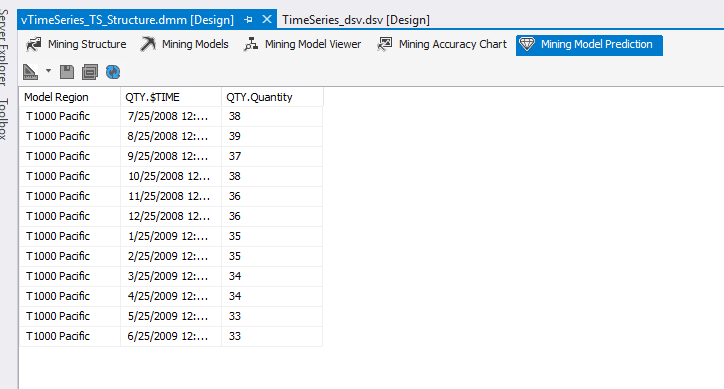 Server Explorer
Toolbox
vTimeSeries_TS_Structure.dmm [Design]
TimeSeries_dsv.dsv [Design]
Mining Structure
Mining Models
Mining Model Viewer
Mining Accuracy Chart
Mining Model Prediction
Model Region QTY.$TIME QTY.Quantity
T1000 Pacific 7/25/2008 12:... 38
T1000 Pacific 8/25/2008 12:... 39
T1000 Pacific 9/25/2008 12:... 37
T1000 Pacific 10/25/2008 12... 38
T1000 Pacific 11/25/2008 12... 36
T1000 Pacific 12/25/2008 12... 36
T1000 Pacific 1/25/2009 12:... 35
T1000 Pacific 2/25/2009 12:... 35
T1000 Pacific 3/25/2009 12:... 34
T1000 Pacific 4/25/2009 12:... 34
T1000 Pacific 5/25/2009 12:... 33
T1000 Pacific 6/25/2009 12:... 33